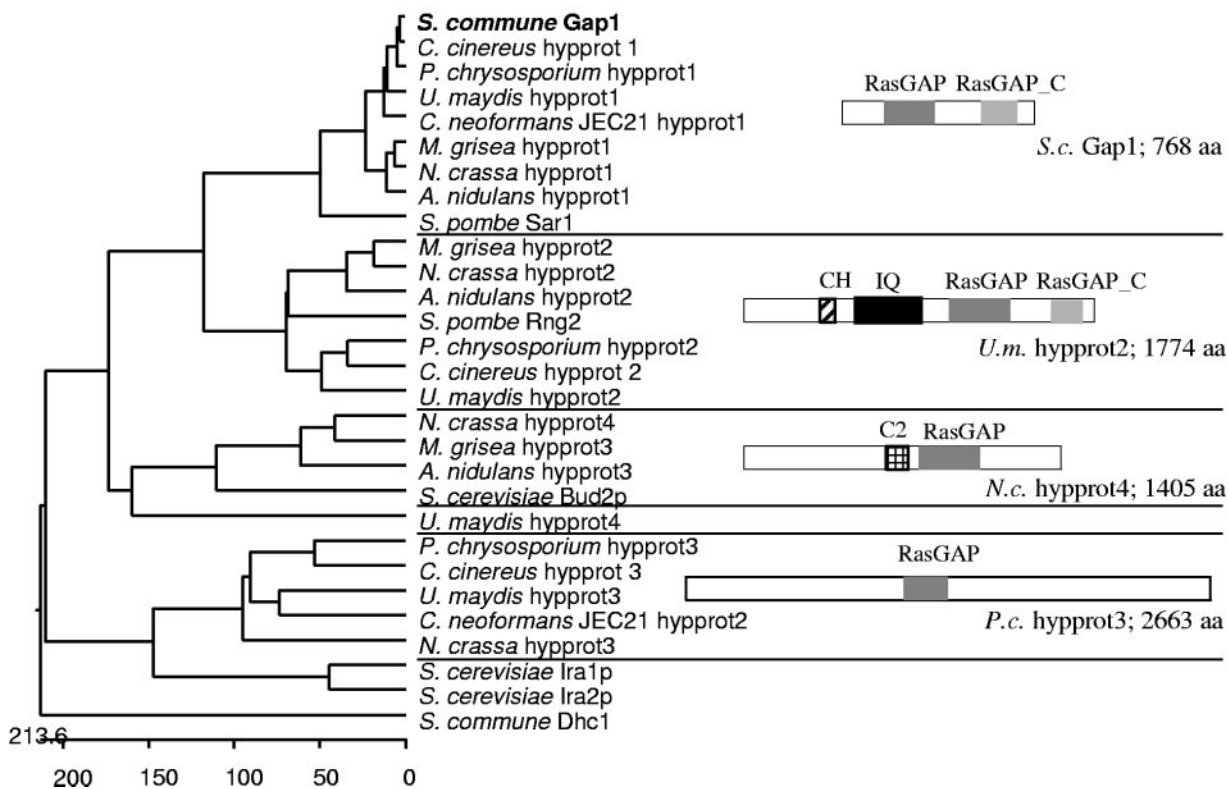 S. commune Gap1
C. cinereus hypprot 1
P. chrysosporium hypprot1
U. maydis hypprot1
C. neoformans JEC21 hypprot1
M. grisea hypprot1
N. crassa hypprot1
A. nidulans hypprot1
S. pombe Sar1
RasGAP RasGAP_C
S.c. Gap1; 768 aa
M. grisea hypprot2
N. crassa hypprot2
A. nidulans hypprot2
S. pombe Rng2
P. chrysosporium hypprot2
C. cinereus hypprot 2
U. maydis hypprot2
CH IQ RasGAP RasGAP_C
U.m. hypprot2; 1774 aa
N. crassa hypprot4
M. grisea hypprot3
A. nidulans hypprot3
S. cerevisiae Bud2p
U. maydis hypprot4
C2 RasGAP
N.c. hypprot4; 1405 aa
P. chrysosporium hypprot3
C. cinereus hypprot 3
U. maydis hypprot3
C. neoformans JEC21 hypprot2
N. crassa hypprot3
RasGAP
P.c. hypprot3; 2663 aa
S. cerevisiae Ira1p
S. cerevisiae Ira2p
S. commune Dhc1
213.6
200 150 100 50 0